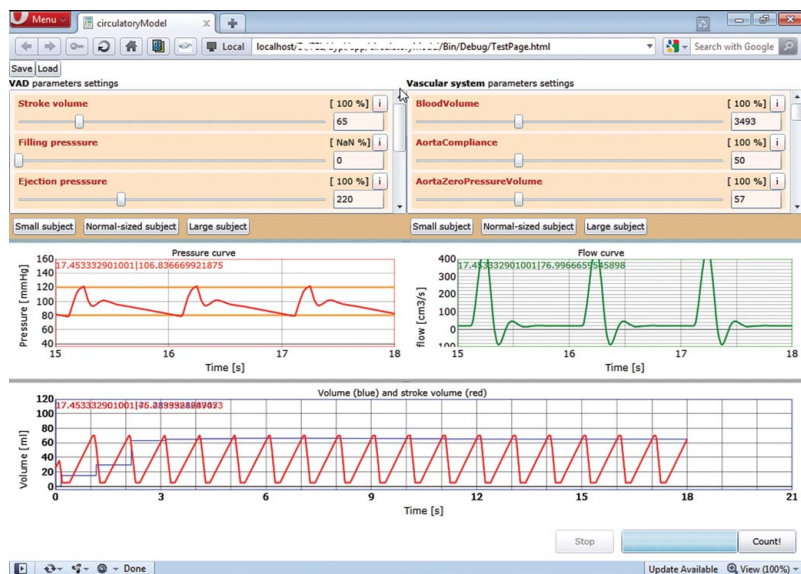 Menu
circulatoryModel
Local
localhost/
Bin/Debug/TestPage.html
Search with Google
Save Load
VAD parameters settings
Stroke volume [ 100 %] i
65
Filling presssure [ NaN %] i
0
Ejection presssure [ 100 %] i
220
Small subject Normal-sized subject Large subject
Vascular system parameters settings
BloodVolume [ 100 %] i
3493
AortaCompliance [ 100 %] i
50
AortaZeroPressureVolume [ 100 %] i
57
Small subject Normal-sized subject Large subject
Pressure curve
17.453332901001|106.836669921875
Pressure [mmHg]
160
140
120
100
80
60
40
15 16 17 18
Time [s]
Flow curve
flow [cm3/s]
400
300
200
100
0
100
15 16 17 18
Time [s]
Volume (blue) and stroke volume (red)
17.453332901001
Volume [ml]
120
100
80
60
40
20
0
0 3 6 9 12 15 18 21
Time [s]
Stop Count!
Done
Update Available View (100%)